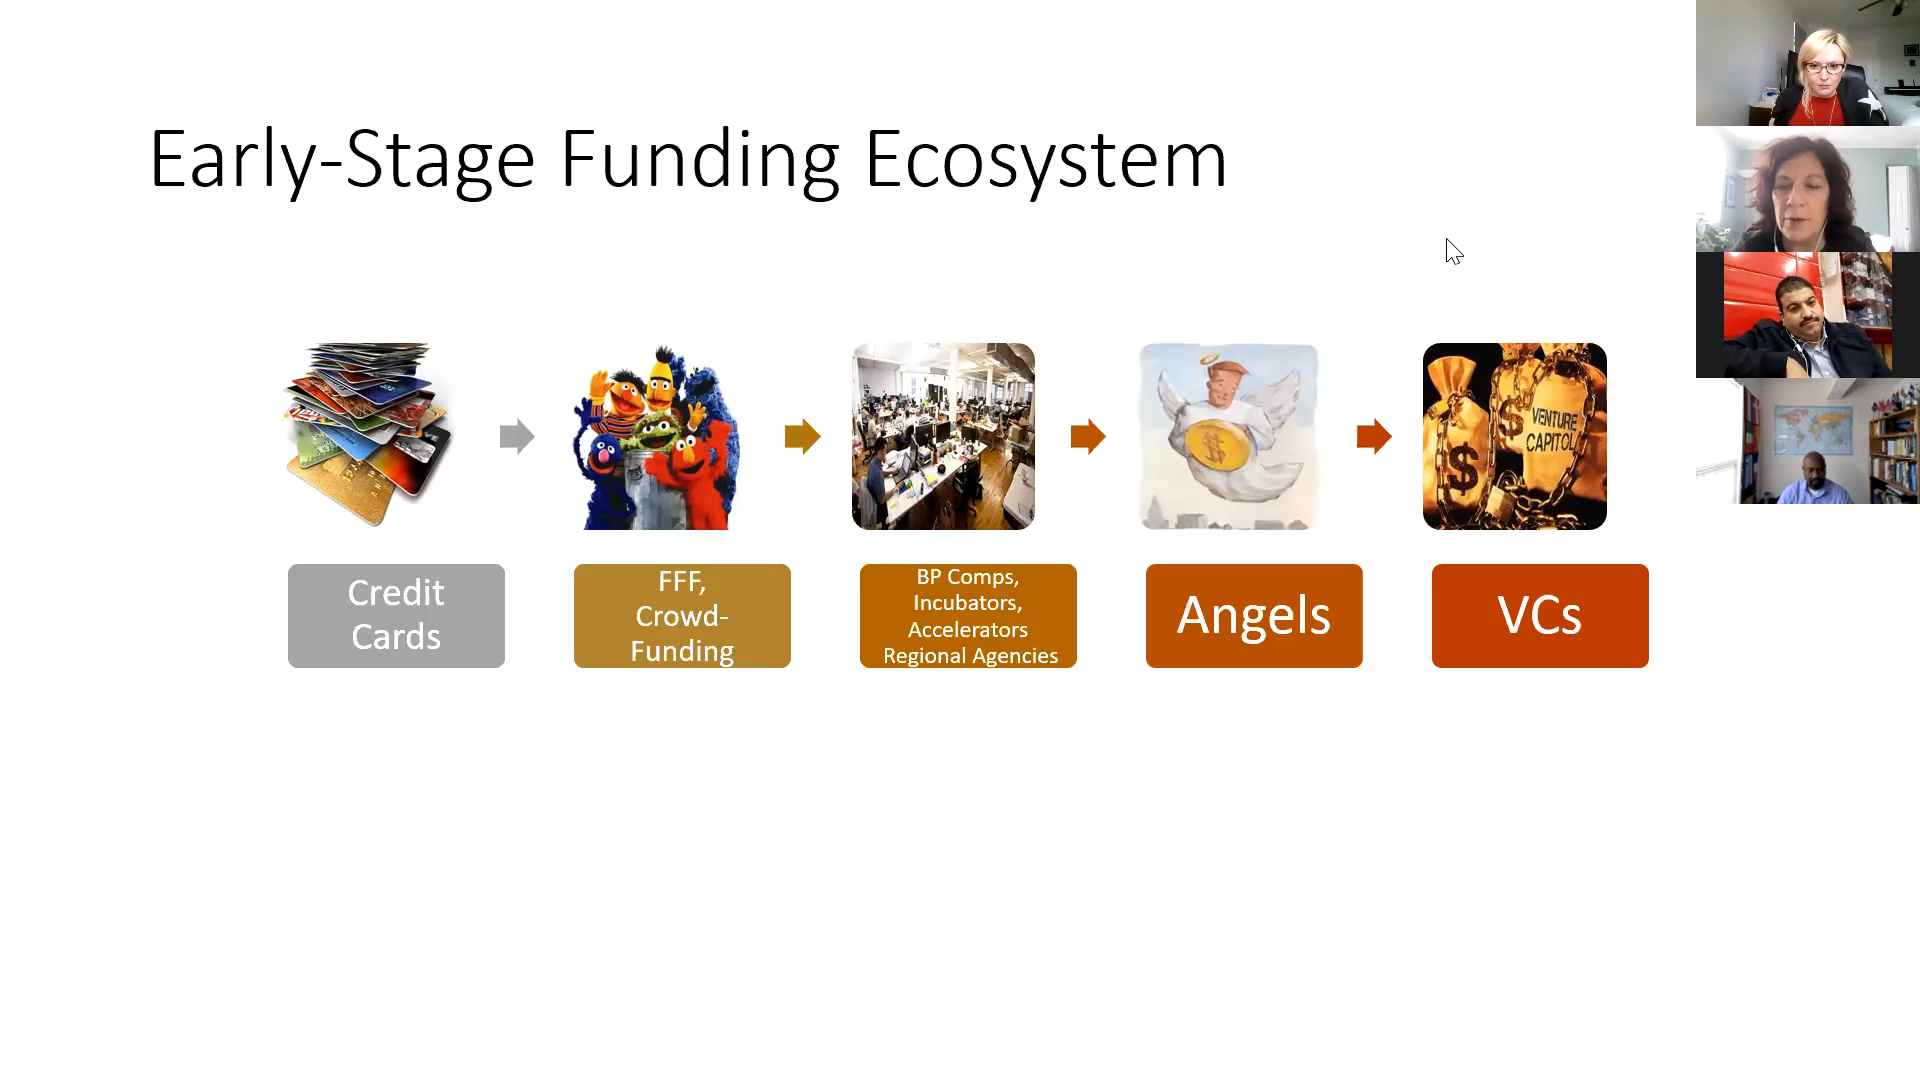 Early-Stage Funding Ecosystem
$
$
$
VENTURE
CAPITOL
Credit
Cards
FFF,
Crowd-
Funding
BP Comps,
Incubators,
Accelerators
Regional Agencies
Angels
VCs